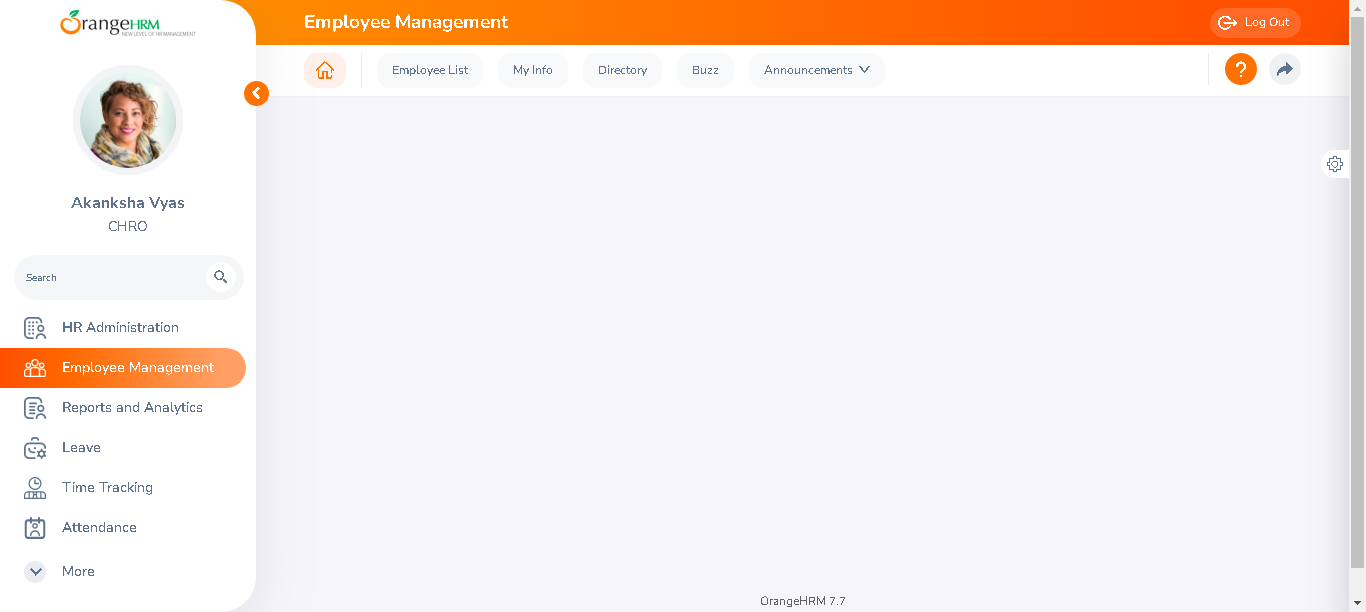 OrangeHRM
NEW LEVEL OF HR MANAGEMENT
Akanksha Vyas
CHRO
Search
HR Administration
Employee Management
Reports and Analytics
Leave
Time Tracking
Attendance
More
Employee Management
Log Out
Employee List
My Info
Directory
Buzz
Announcements
?
OrangeHRM 7.7